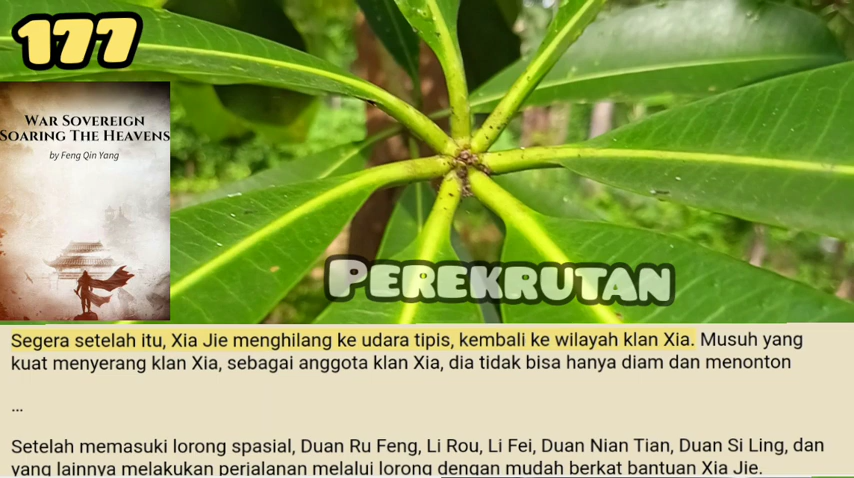 177
War Sovereign
Soaring The Heavens
by Feng Qin Yang
Perekrutan
Segera setelah itu, Xia Jie menghilang ke udara tipis, kembali ke wilayah klan Xia. Musuh yang
kuat menyerang klan Xia, sebagai anggota klan Xia, dia tidak bisa hanya diam dan menonton
...
Setelah memasuki lorong spasial, Duan Ru Feng, Li Rou, Li Fei, Duan Nian Tian, Duan Si Ling, dan
yang lainnya melakukan perjalanan melalui lorong dengan mudah berkat bantuan Xia Jie.